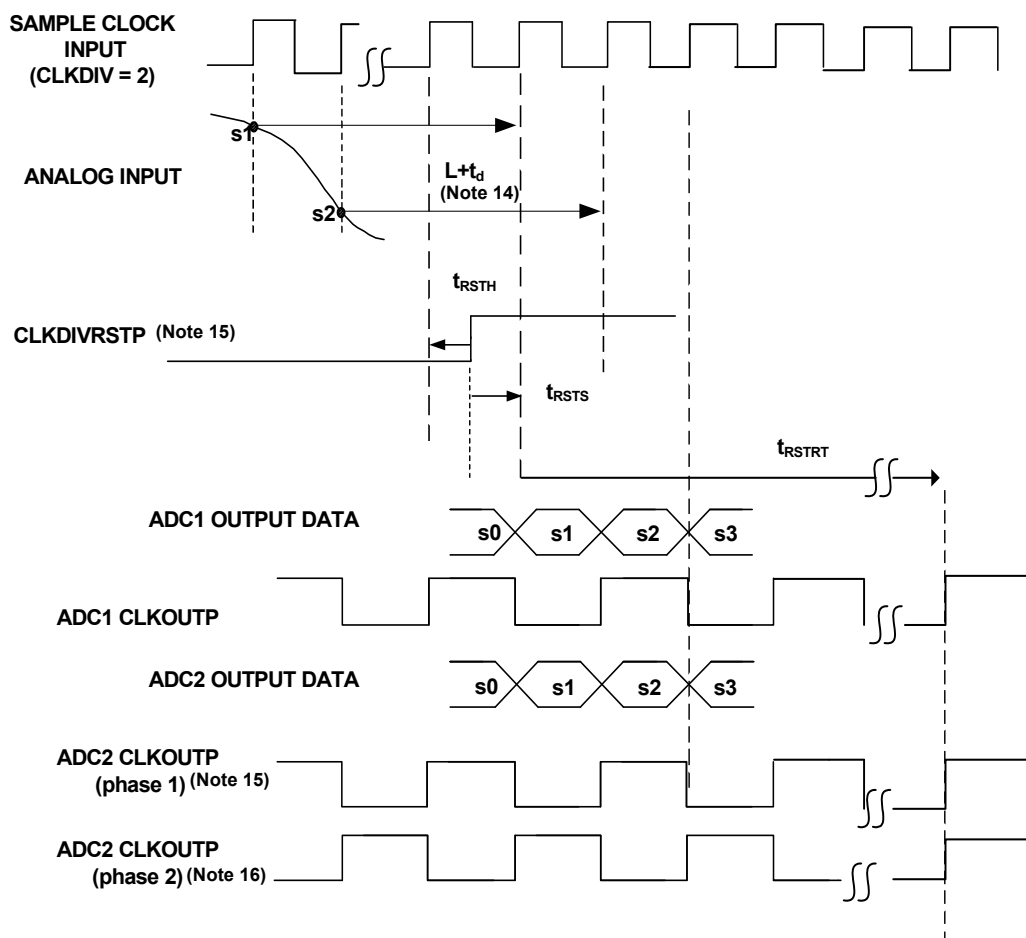 SAMPLE CLOCK
INPUT
(CLKDIV = 2)
s1
L+td
(Note 14)
ANALOG INPUT
s2
tRSTH
CLKDIVRSTP (Note 15)
tRSTS
tRSTRT
ADC1 OUTPUT DATA
s0 s1 s2 s3
ADC1 CLKOUTP
ADC2 OUTPUT DATA
s0 s1 s2 s3
ADC2 CLKOUTP
(phase 1) (Note 15)
ADC2 CLKOUTP
(phase 2) (Note 16)